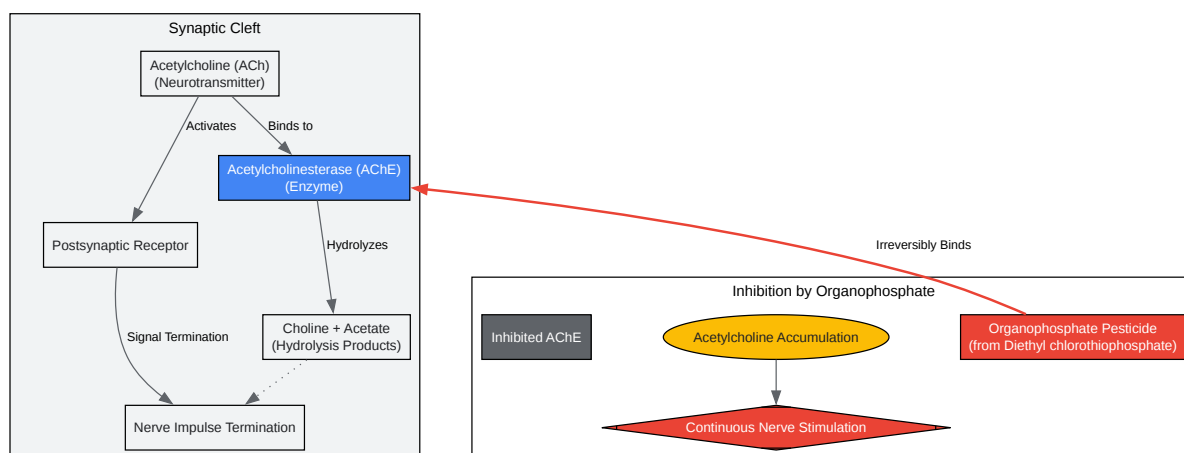 Synaptic Cleft
Acetylcholine (ACh)
(Neurotransmitter)
Activates
Binds to
Acetylcholinesterase (AChE)
(Enzyme)
Postsynaptic Receptor
Hydrolyzes
Irreversibly Binds
Inhibition by Organophosphate
Signal Termination
Choline + Acetate
(Hydrolysis Products)
Inhibited AChE
Acetylcholine Accumulation
Organophosphate Pesticide
(from Diethyl chlorothiophosphate)
Nerve Impulse Termination
Continuous Nerve Stimulation